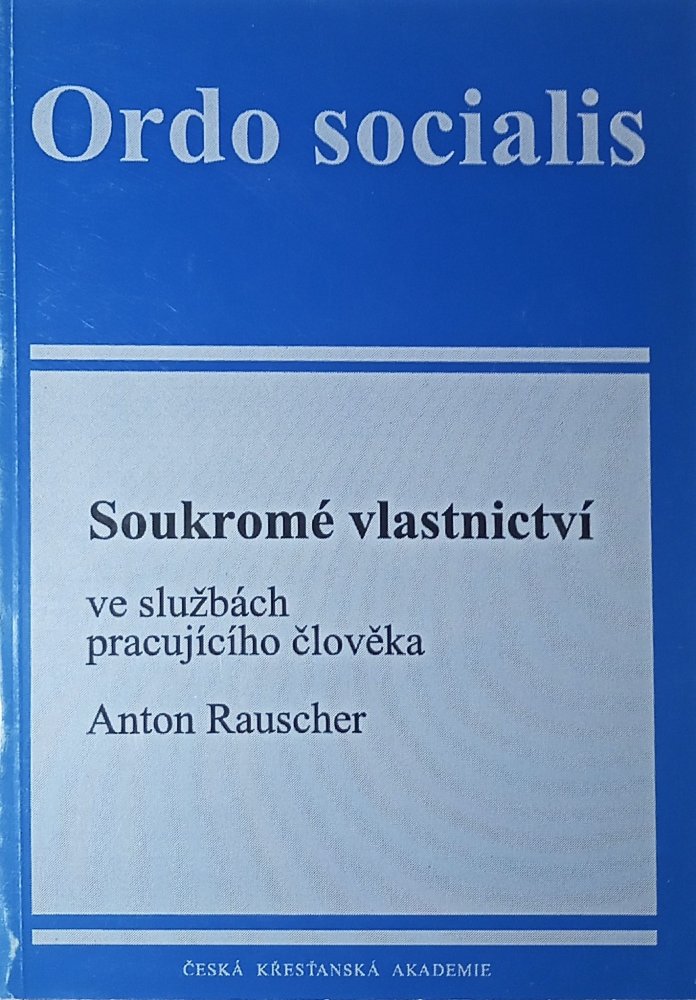 Ordo socialis
Soukromé vlastnictví
ve službách
pracujícího člověka
Anton Rauscher
ČESKÁ KŘESŤANSKÁ AKADEMIE